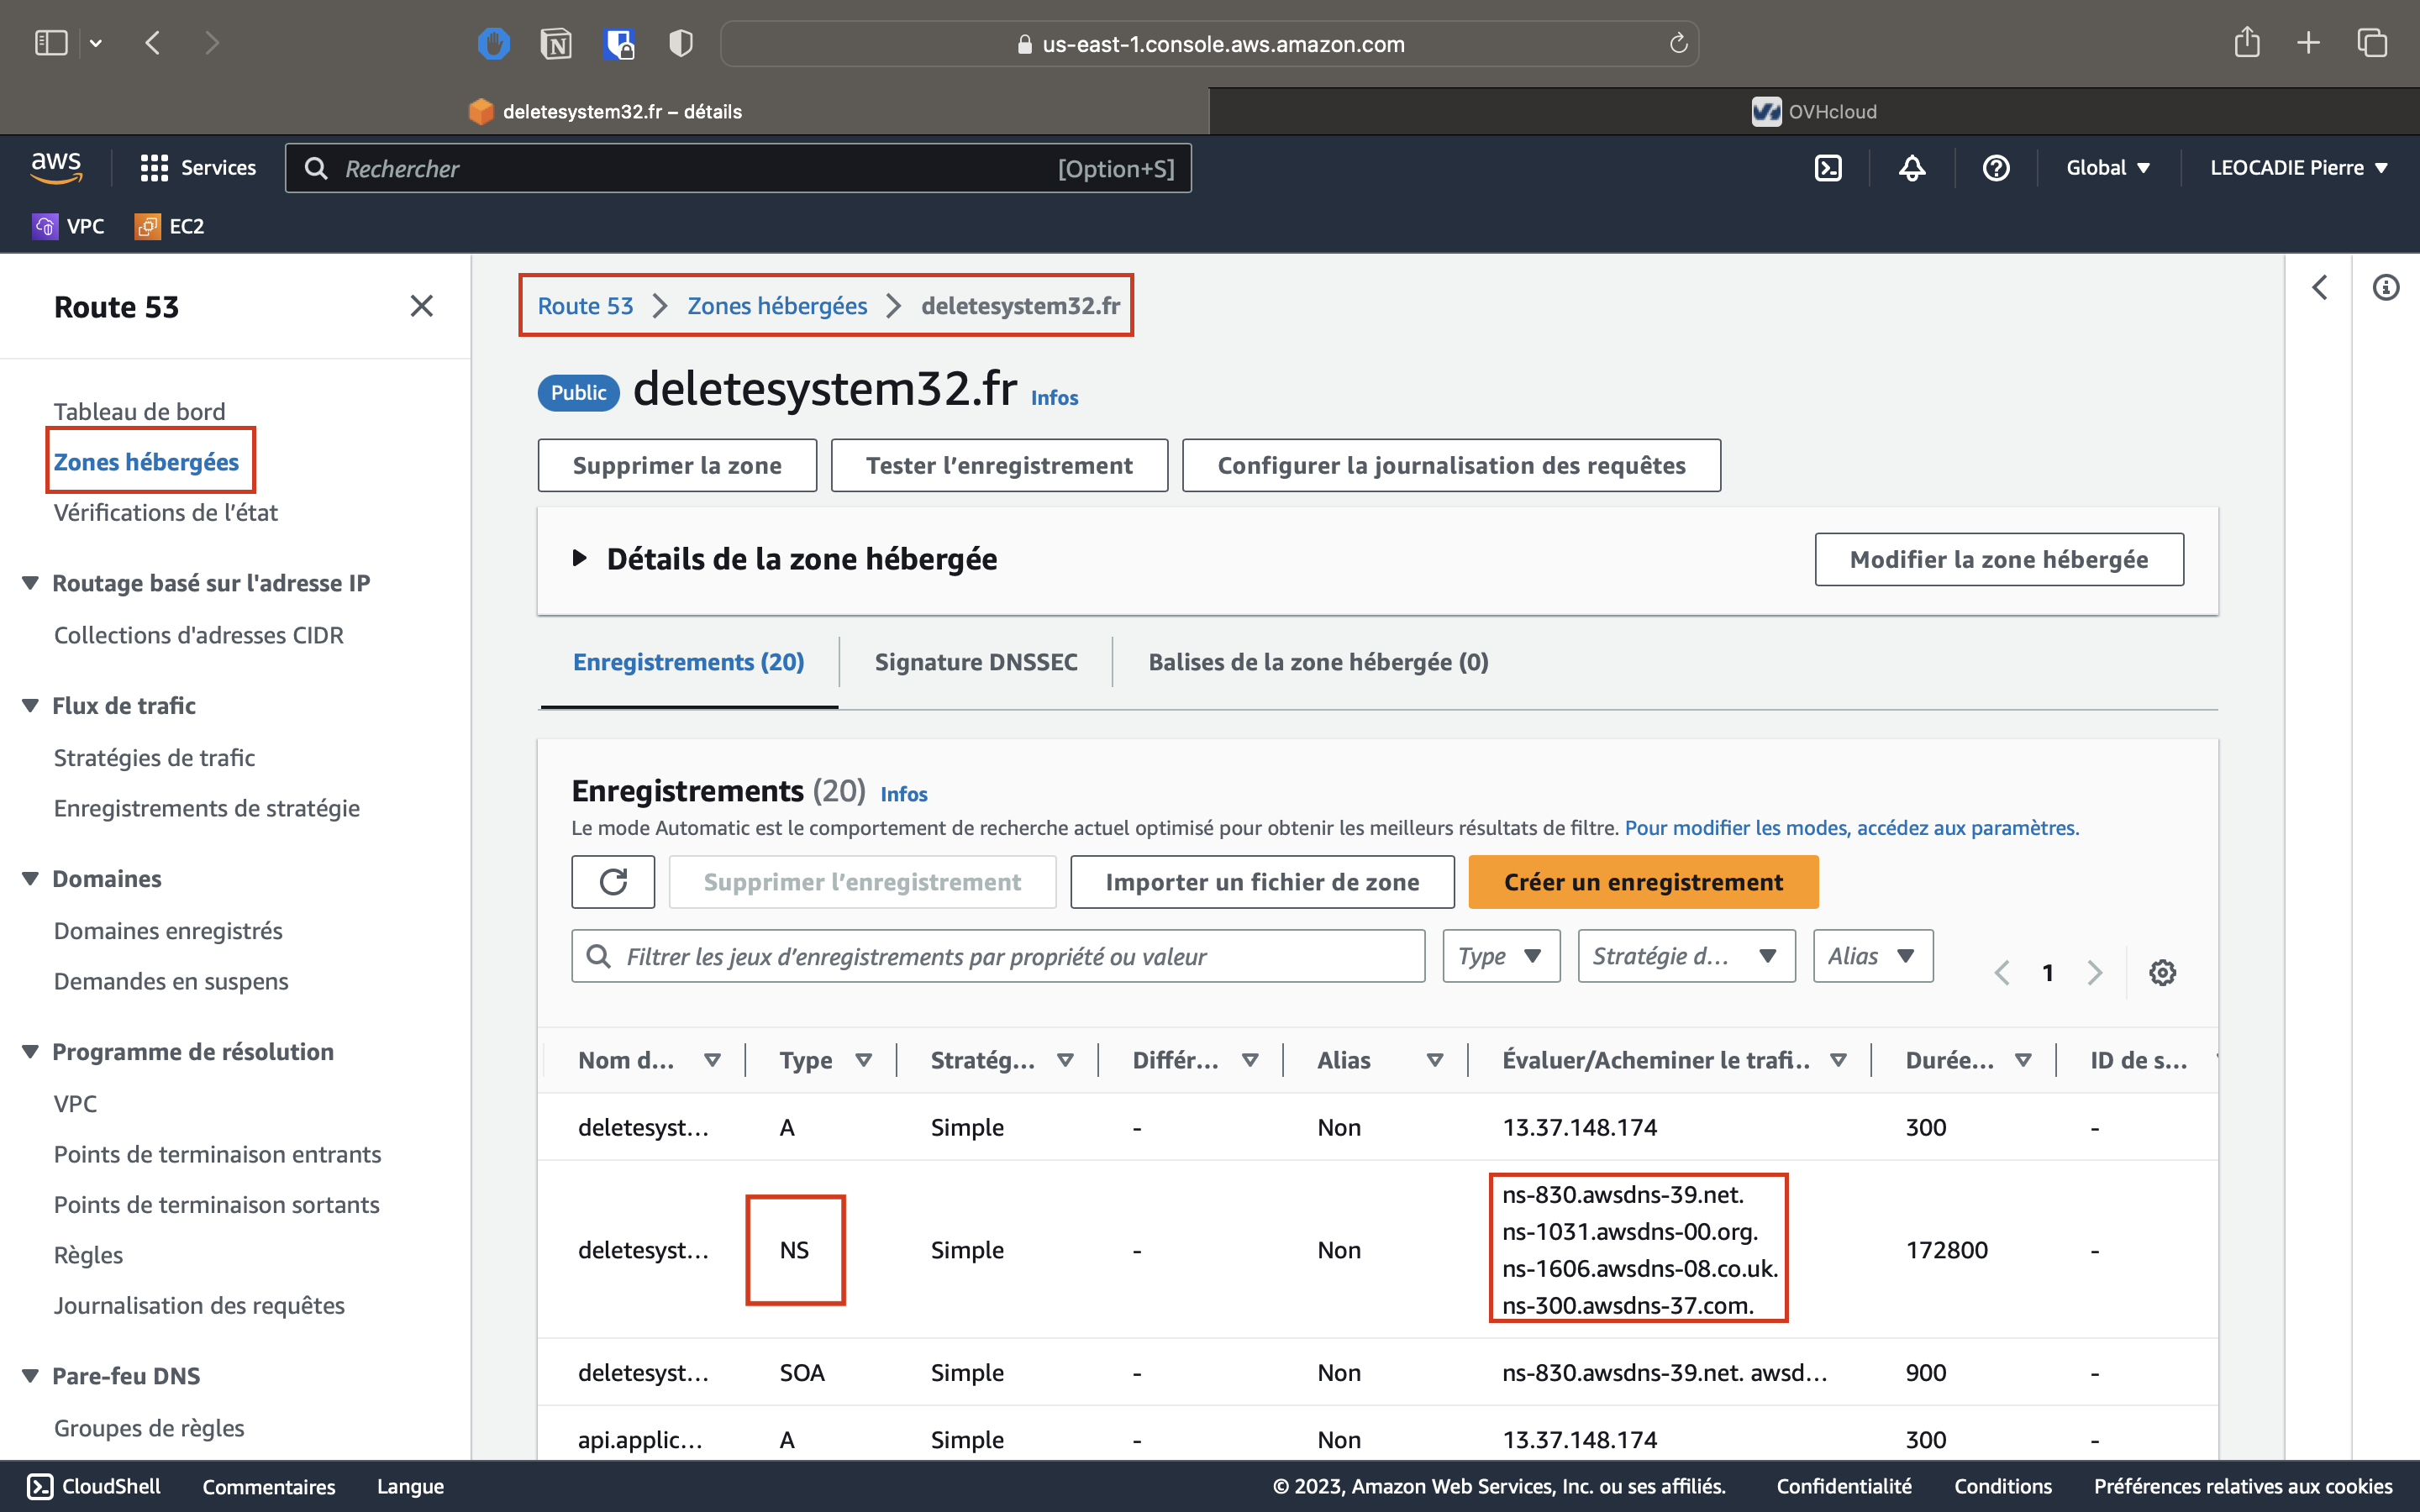 us-east-1.console.aws.amazon.com
deletesystem32.fr – détails
OVHcloud
aws
Services
Rechercher
[Option+S]
Global
LEOCADIE Pierre
VPC
EC2
Route 53
Tableau de bord
Zones hébergées
Vérifications de l'état
Routage basé sur l'adresse IP
Collections d'adresses CIDR
Flux de trafic
Stratégies de trafic
Enregistrements de stratégie
Domaines
Domaines enregistrés
Demandes en suspens
Programme de résolution
VPC
Points de terminaison entrants
Points de terminaison sortants
Règles
Journalisation des requêtes
Pare-feu DNS
Groupes de règles
Route 53 > Zones hébergées > deletesystem32.fr
Public deletesystem32.fr Infos
Supprimer la zone
Tester l'enregistrement
Configurer la journalisation des requêtes
Détails de la zone hébergée
Modifier la zone hébergée
Enregistrements (20)
Signature DNSSEC
Balises de la zone hébergée (0)
Enregistrements (20) Infos
Le mode Automatic est le comportement de recherche actuel optimisé pour obtenir les meilleurs résultats de filtre. Pour modifier les modes, accédez aux paramètres.
Supprimer l'enregistrement
Importer un fichier de zone
Créer un enregistrement
Filtrer les jeux d'enregistrements par propriété ou valeur
Type
Stratégie d...
Alias
1
Nom d... Type Stratég... Différ... Alias Évaluer/Acheminer le trafi... Durée... ID de s...
deletesyst... A Simple - Non 13.37.148.174 300 -
deletesyst... NS Simple - Non
ns-830.awsdns-39.net.
ns-1031.awsdns-00.org.
ns-1606.awsdns-08.co.uk.
ns-300.awsdns-37.com.
172800 -
deletesyst... SOA Simple - Non ns-830.awsdns-39.net. awsd... 900 -
api.applic... A Simple - Non 13.37.148.174 300 -
CloudShell
Commentaires
Langue
© 2023, Amazon Web Services, Inc. ou ses affiliés.
Confidentialité
Conditions
Préférences relatives aux cookies